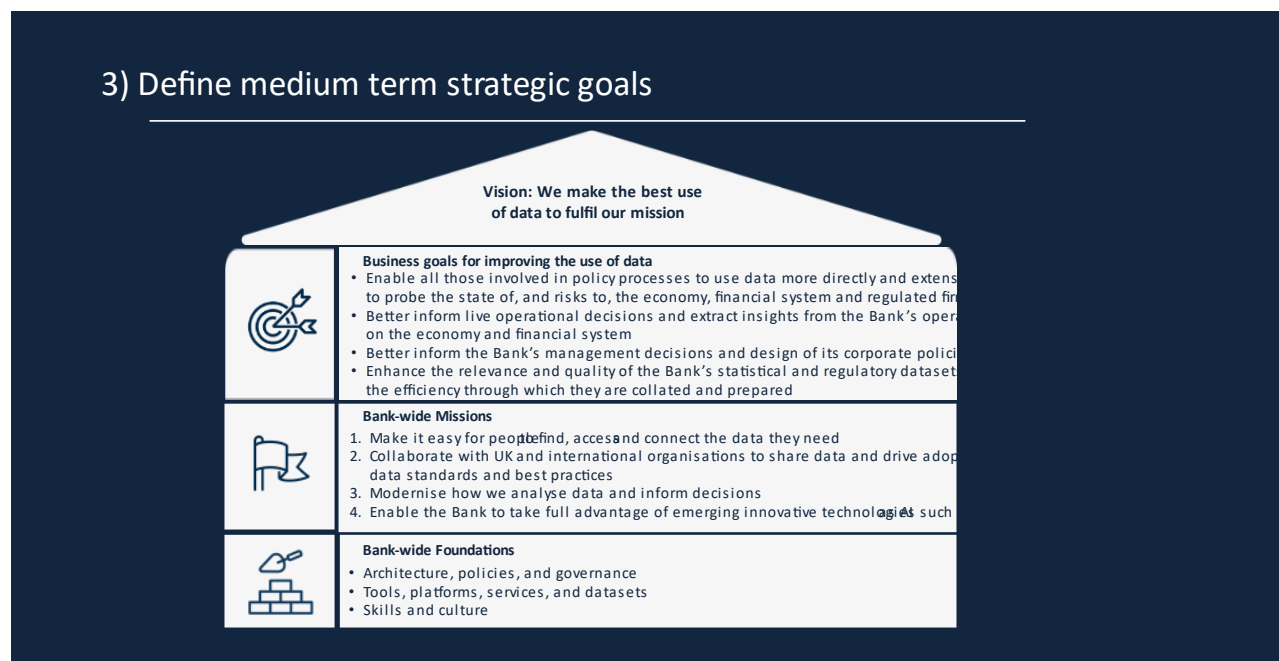 3) Define medium term strategic goals
Vision: We make the best use
of data to fulfil our mission
Business goals for improving the use of data
• Enable all those involved in policy processes to use data more directly and extens
to probe the state of, and risks to, the economy, financial system and regulated fir
• Better inform live operational decisions and extract insights from the Bank's opera
on the economy and financial system
• Better inform the Bank's management decisions and design of its corporate polici
• Enhance the relevance and quality of the Bank's statistical and regulatory dataset
the efficiency through which they are collated and prepared
Bank-wide Missions
1. Make it easy for people to find, access and connect the data they need
2. Collaborate with UK and international organisations to share data and drive adop
data standards and best practices
3. Modernise how we analyse data and inform decisions
4. Enable the Bank to take full advantage of emerging innovative technologies such as AI
Bank-wide Foundations
• Architecture, policies, and governance
• Tools, platforms, services, and datasets
• Skills and culture